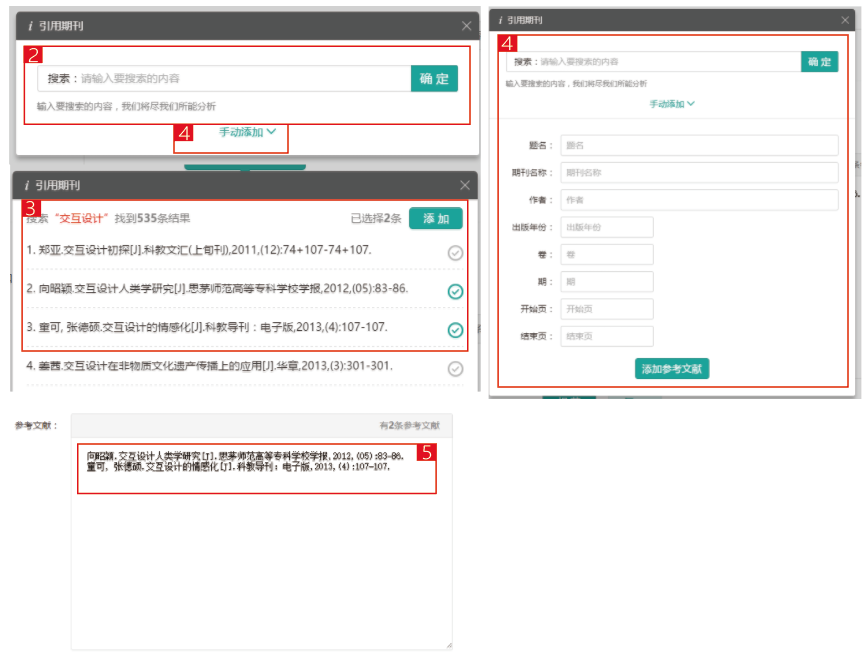 i 引用期刊
2
搜索：请输入要搜索的内容
确 定
输入要搜索的内容，我们将尽我们所能分析
4
手动添加
i 引用期刊
3
搜索 “交互设计” 找到535条结果
已选择2条
添 加
1. 郑亚.交互设计初探[J].科教文汇(上旬刊),2011,(12):74+107-74+107.
2. 向昭颖.交互设计人类学研究[J].思茅师范高等专科学校学报,2012,(05):83-86.
3. 童可, 张德硕.交互设计的情感化[J].科教导刊：电子版,2013,(4):107-107.
4. 姜茜.交互设计在非物质文化遗产传播上的应用[J].华章,2013,(3):301-301.
i 引用期刊
4
搜索：请输入要搜索的内容
确 定
输入要搜索的内容，我们将尽我们所能分析
手动添加
题名： 题名
期刊名称： 期刊名称
作者： 作者
出版年份： 出版年份
卷： 卷
期： 期
开始页： 开始页
结束页： 结束页
添加参考文献
参考文献：
有2条参考文献
5
向昭颖.交互设计人类学研究[J].思茅师范高等专科学校学报,2012,(05):83-86.
童可, 张德硕.交互设计的情感化[J].科教导刊：电子版,2013,(4):107-107.